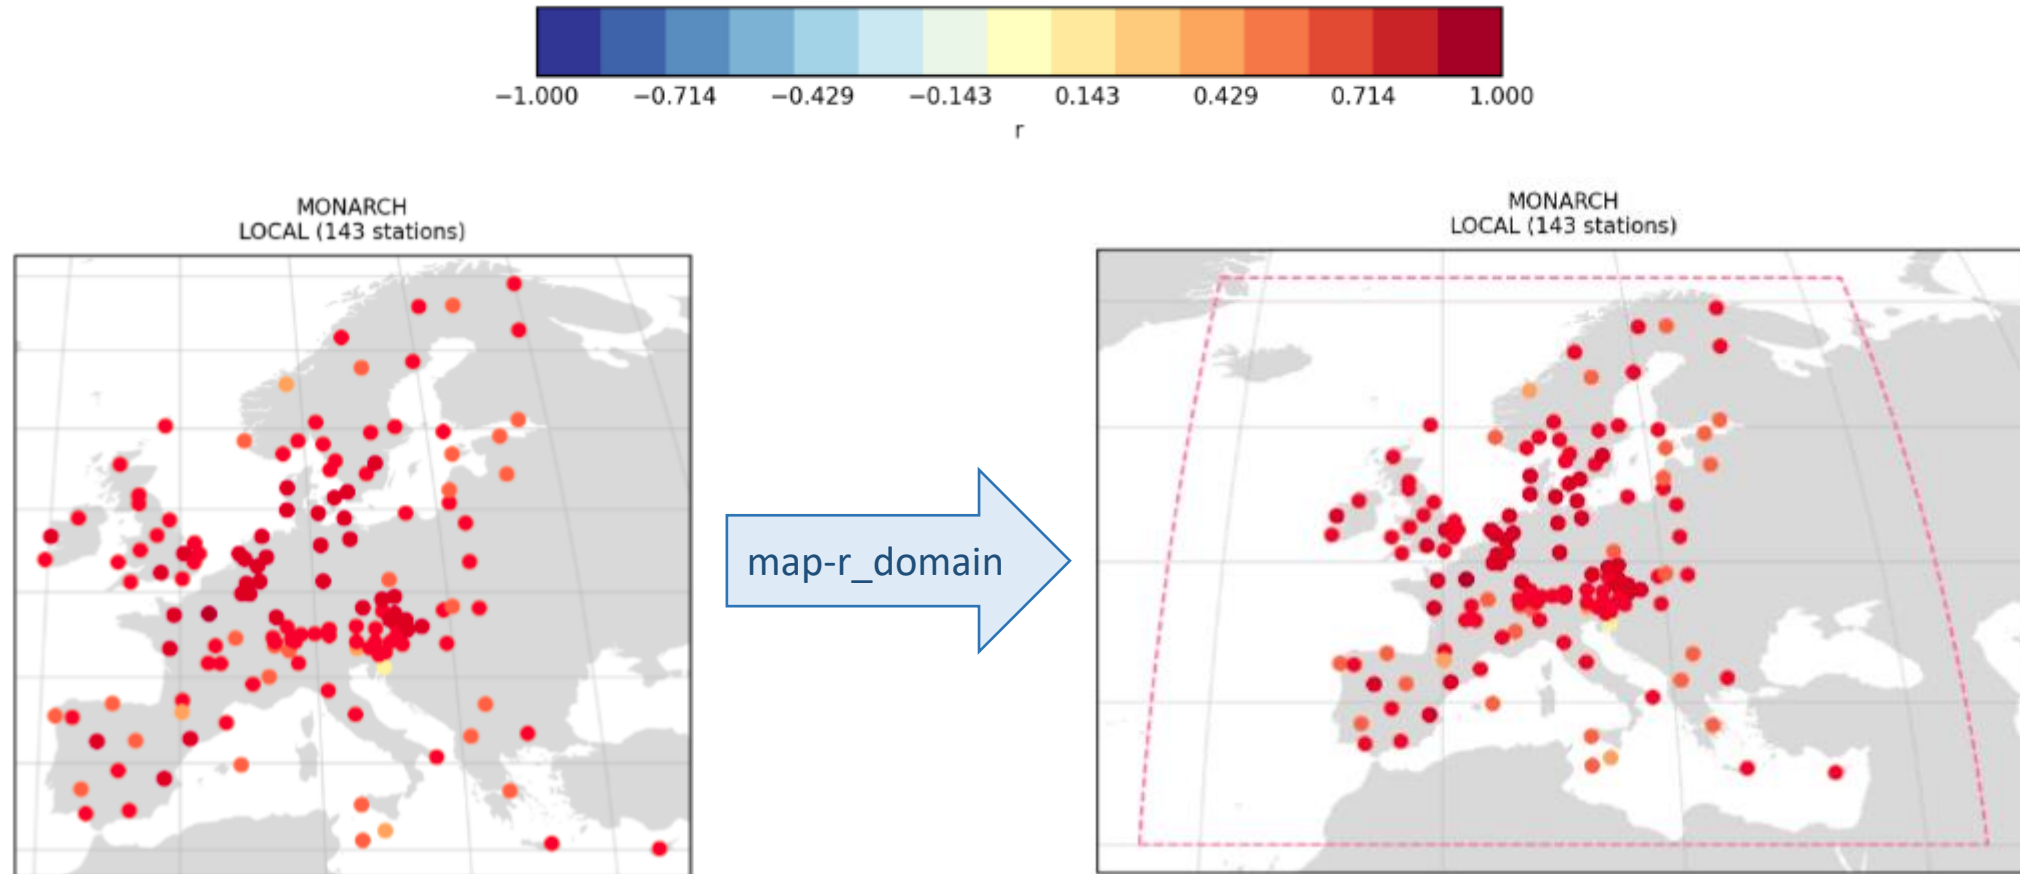 −1.000 −0.714 −0.429 −0.143 0.143 0.429 0.714 1.000
r
MONARCH
LOCAL (143 stations)
MONARCH
LOCAL (143 stations)
map-r_domain